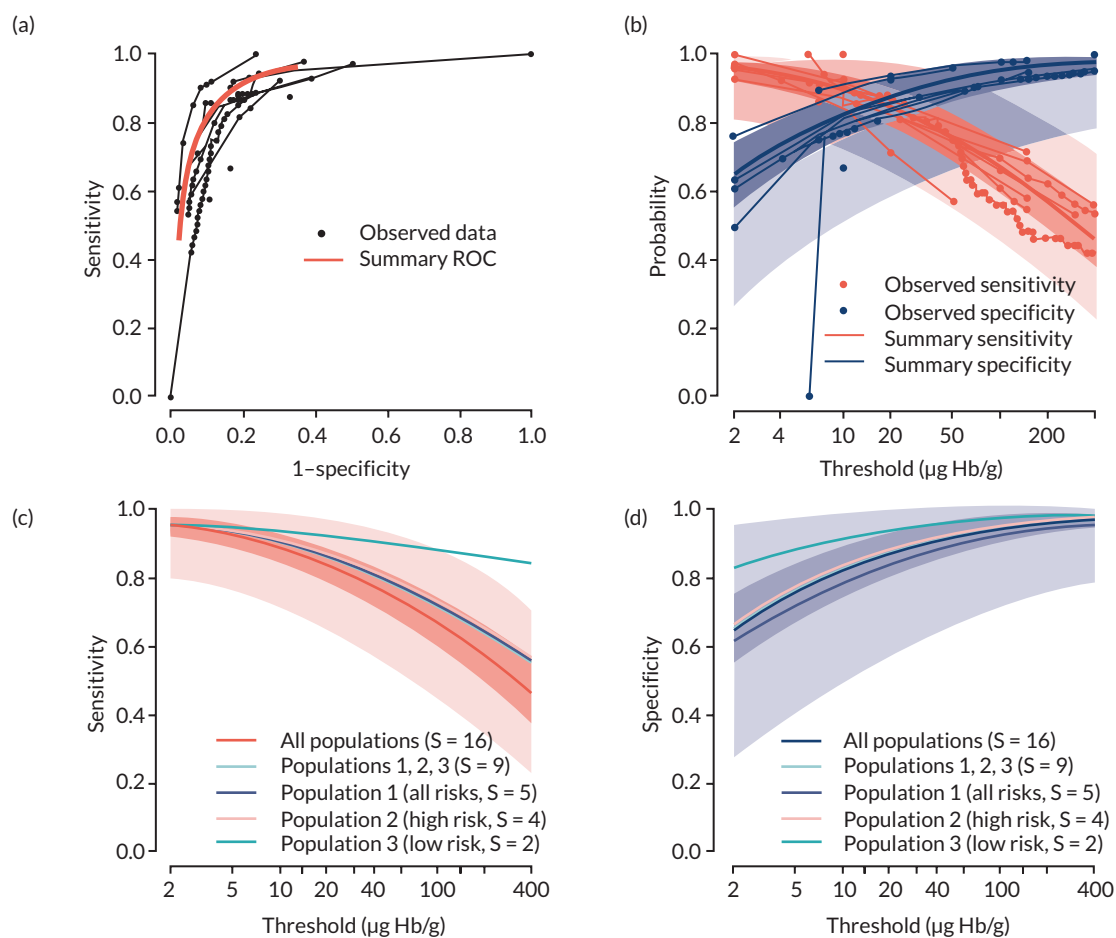 (a)
1.0
0.8
0.6
0.4
0.2
0.0
Sensitivity
Observed data
Summary ROC
0.0
0.2
0.4
0.6
0.8
1.0
1–specificity
(b)
1.0
0.8
0.6
0.4
0.2
0.0
Probability
Observed sensitivity
Observed specificity
Summary sensitivity
Summary specificity
2
4
10
20
50
200
Threshold (µg Hb/g)
(c)
1.0
0.8
0.6
0.4
0.2
0.0
Sensitivity
All populations (S = 16)
Populations 1, 2, 3 (S = 9)
Population 1 (all risks, S = 5)
Population 2 (high risk, S = 4)
Population 3 (low risk, S = 2)
2
5
10
20
40
100
400
Threshold (µg Hb/g)
(d)
1.0
0.8
0.6
0.4
0.2
0.0
Specificity
All populations (S = 16)
Populations 1, 2, 3 (S = 9)
Population 1 (all risks, S = 5)
Population 2 (high risk, S = 4)
Population 3 (low risk, S = 2)
2
5
10
20
40
100
400
Threshold (µg Hb/g)